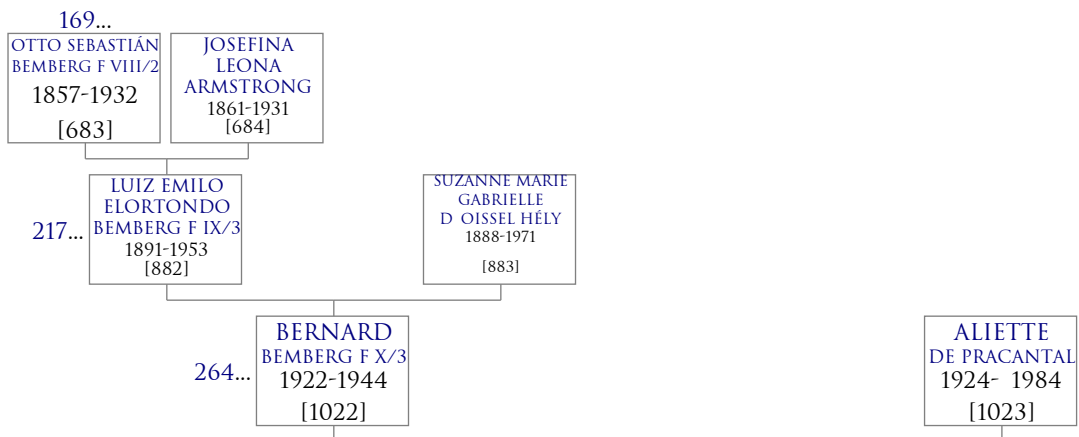 169...
OTTO SEBASTIÁN
BEMBERG F VIII/2
1857-1932
[683]
JOSEFINA
LEONA
ARMSTRONG
1861-1931
[684]
217...
LUIZ EMILO
ELORTONDO
BEMBERG F IX/3
1891-1953
[882]
SUZANNE MARIE
GABRIELLE
D OISSEL HÉLY
1888-1971
[883]
264...
BERNARD
BEMBERG F X/3
1922-1944
[1022]
ALIETTE
DE PRACANTAL
1924- 1984
[1023]